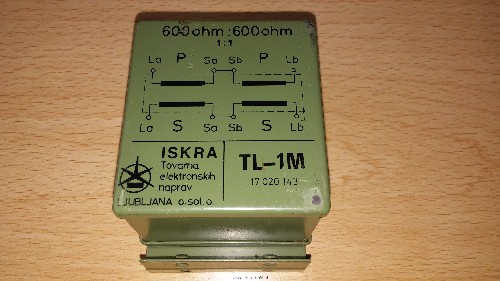 600 ohm : 600 ohm
1:1
P P
La Sa Sb Lb
La Sa Sb Lb
S S
ISKRA
Tovarna
elektronskih
naprav
LJUBLJANA o.sol.o.
TL-1M
17 020 143